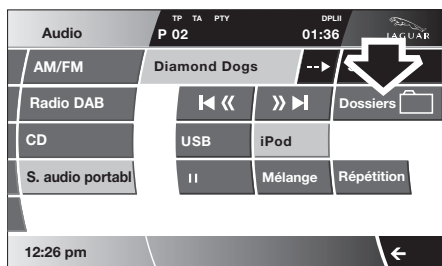 Audio TP TA PTY DPLII JAGUAR
P 02 01:36
AM/FM Diamond Dogs
Radio DAB Dossiers
CD USB iPod
S. audio portabl II Mélange Répétition
12:26 pm